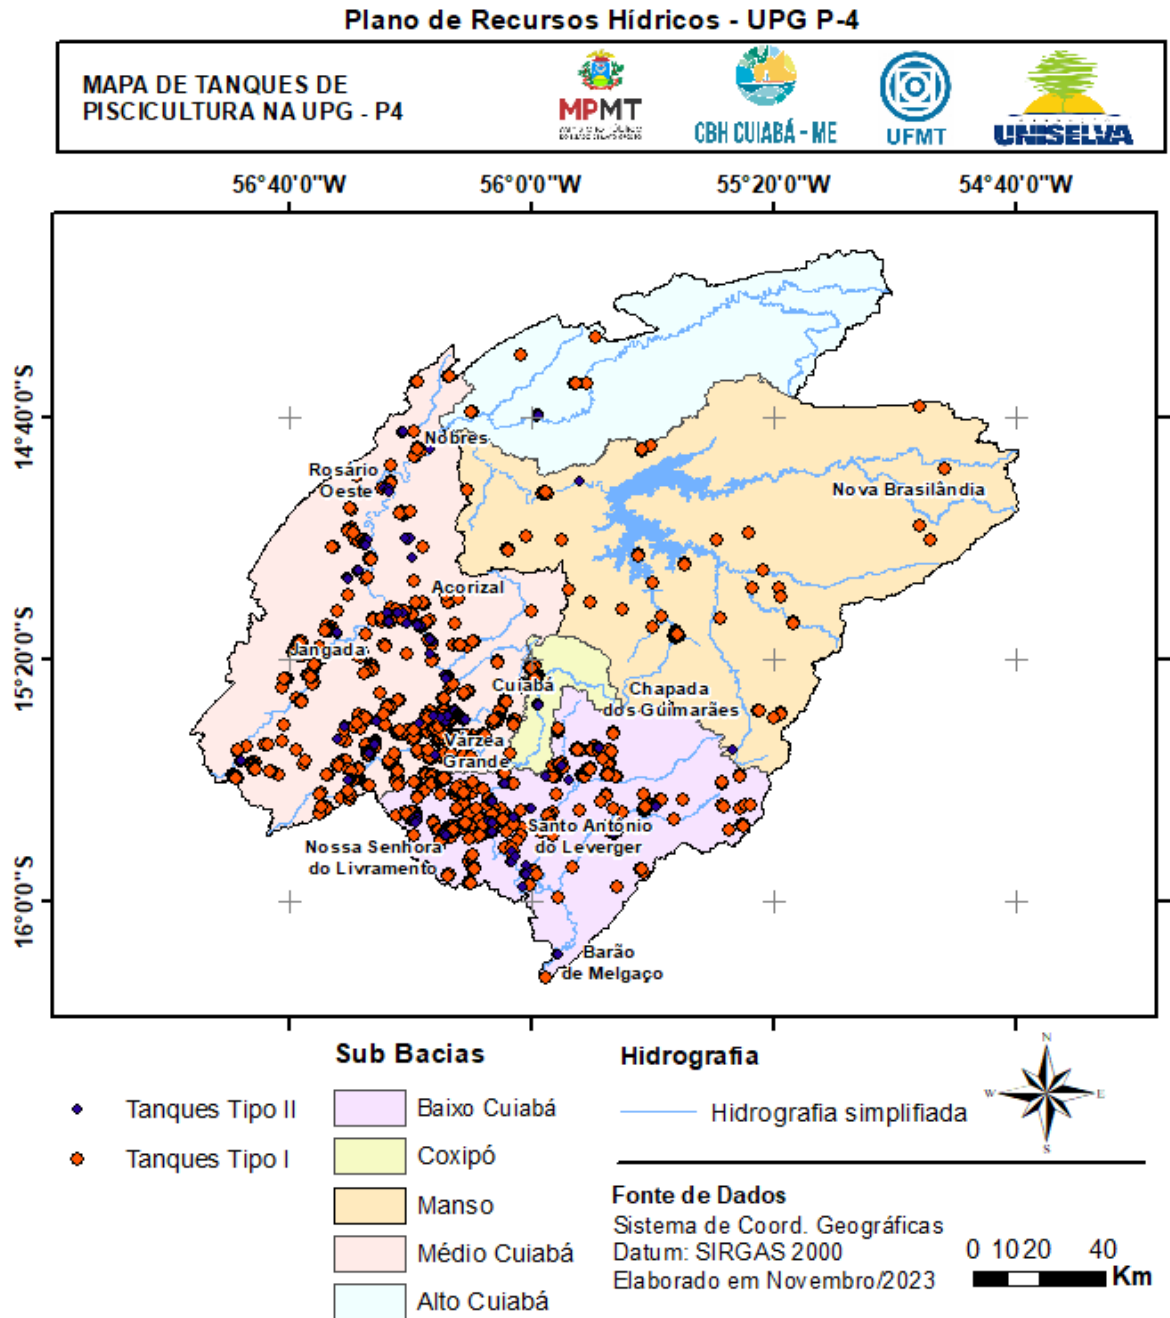 Plano de Recursos Hídricos - UPG P-4
MAPA DE TANQUES DE
PISCICULTURA NA UPG - P4
MPMT
CBH CUIABÁ - ME
UFMT
UNISELVA
56°40'0"W
56°0'0"W
55°20'0"W
54°40'0"W
14°40'0"S
15°20'0"S
16°0'0"S
Nobres
Rosário
Oeste
Nova Brasilândia
Acorizal
Jangada
Cuiabá
Chapada
dos Guimarães
Várzea
Grande
Santo Antônio
do Leverger
Nossa Senhora
do Livramento
Barão
de Melgaço
Tanques Tipo II
Tanques Tipo I
Sub Bacias
Baixo Cuiabá
Coxipó
Manso
Médio Cuiabá
Alto Cuiabá
Hidrografia
Hidrografia simplifiada
N
W
E
S
Fonte de Dados
Sistema de Coord. Geográficas
Datum: SIRGAS 2000
Elaborado em Novembro/2023
0 10 20 40
Km